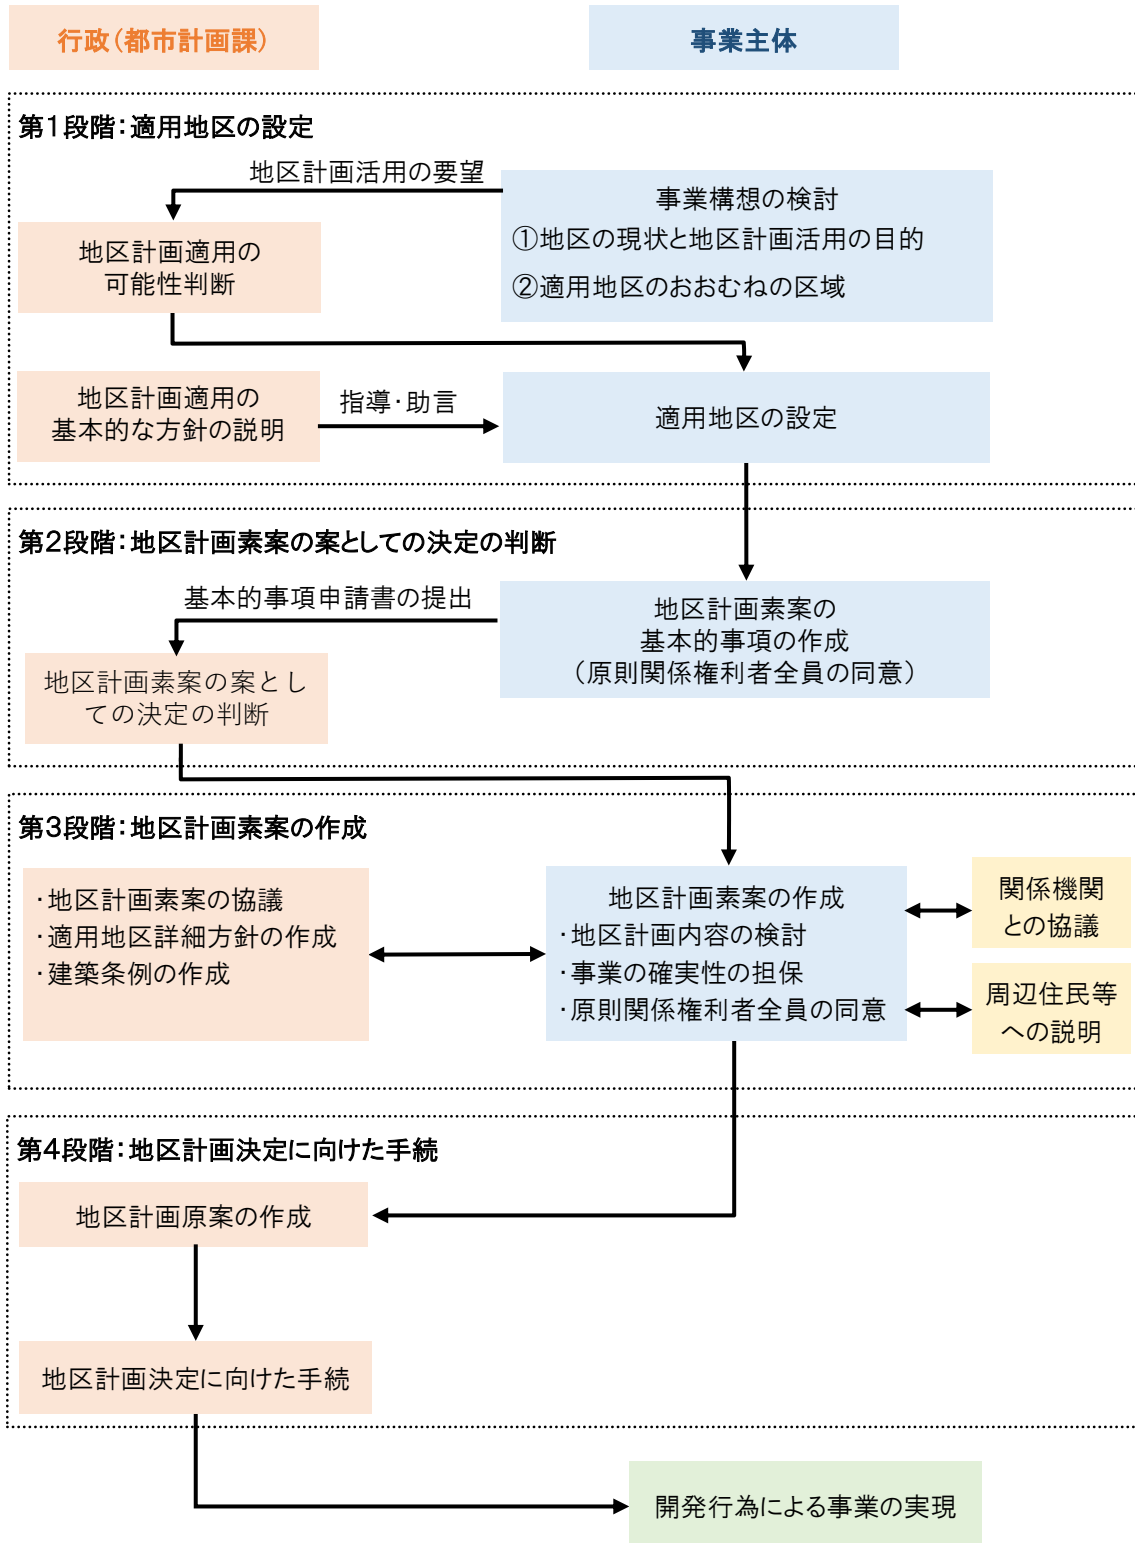 行政(都市計画課)
事業主体
第1段階:適用地区の設定
地区計画活用の要望
事業構想の検討
①地区の現状と地区計画活用の目的
②適用地区のおおむねの区域
地区計画適用の
可能性判断
地区計画適用の
基本的な方針の説明
指導・助言
適用地区の設定
第2段階:地区計画素案の案としての決定の判断
基本的事項申請書の提出
地区計画素案の
基本的事項の作成
(原則関係権利者全員の同意)
地区計画素案の案とし
ての決定の判断
第3段階:地区計画素案の作成
・地区計画素案の協議
・適用地区詳細方針の作成
・建築条例の作成
地区計画素案の作成
・地区計画内容の検討
・事業の確実性の担保
・原則関係権利者全員の同意
関係機関
との協議
周辺住民等
への説明
第4段階:地区計画決定に向けた手続
地区計画原案の作成
地区計画決定に向けた手続
開発行為による事業の実現